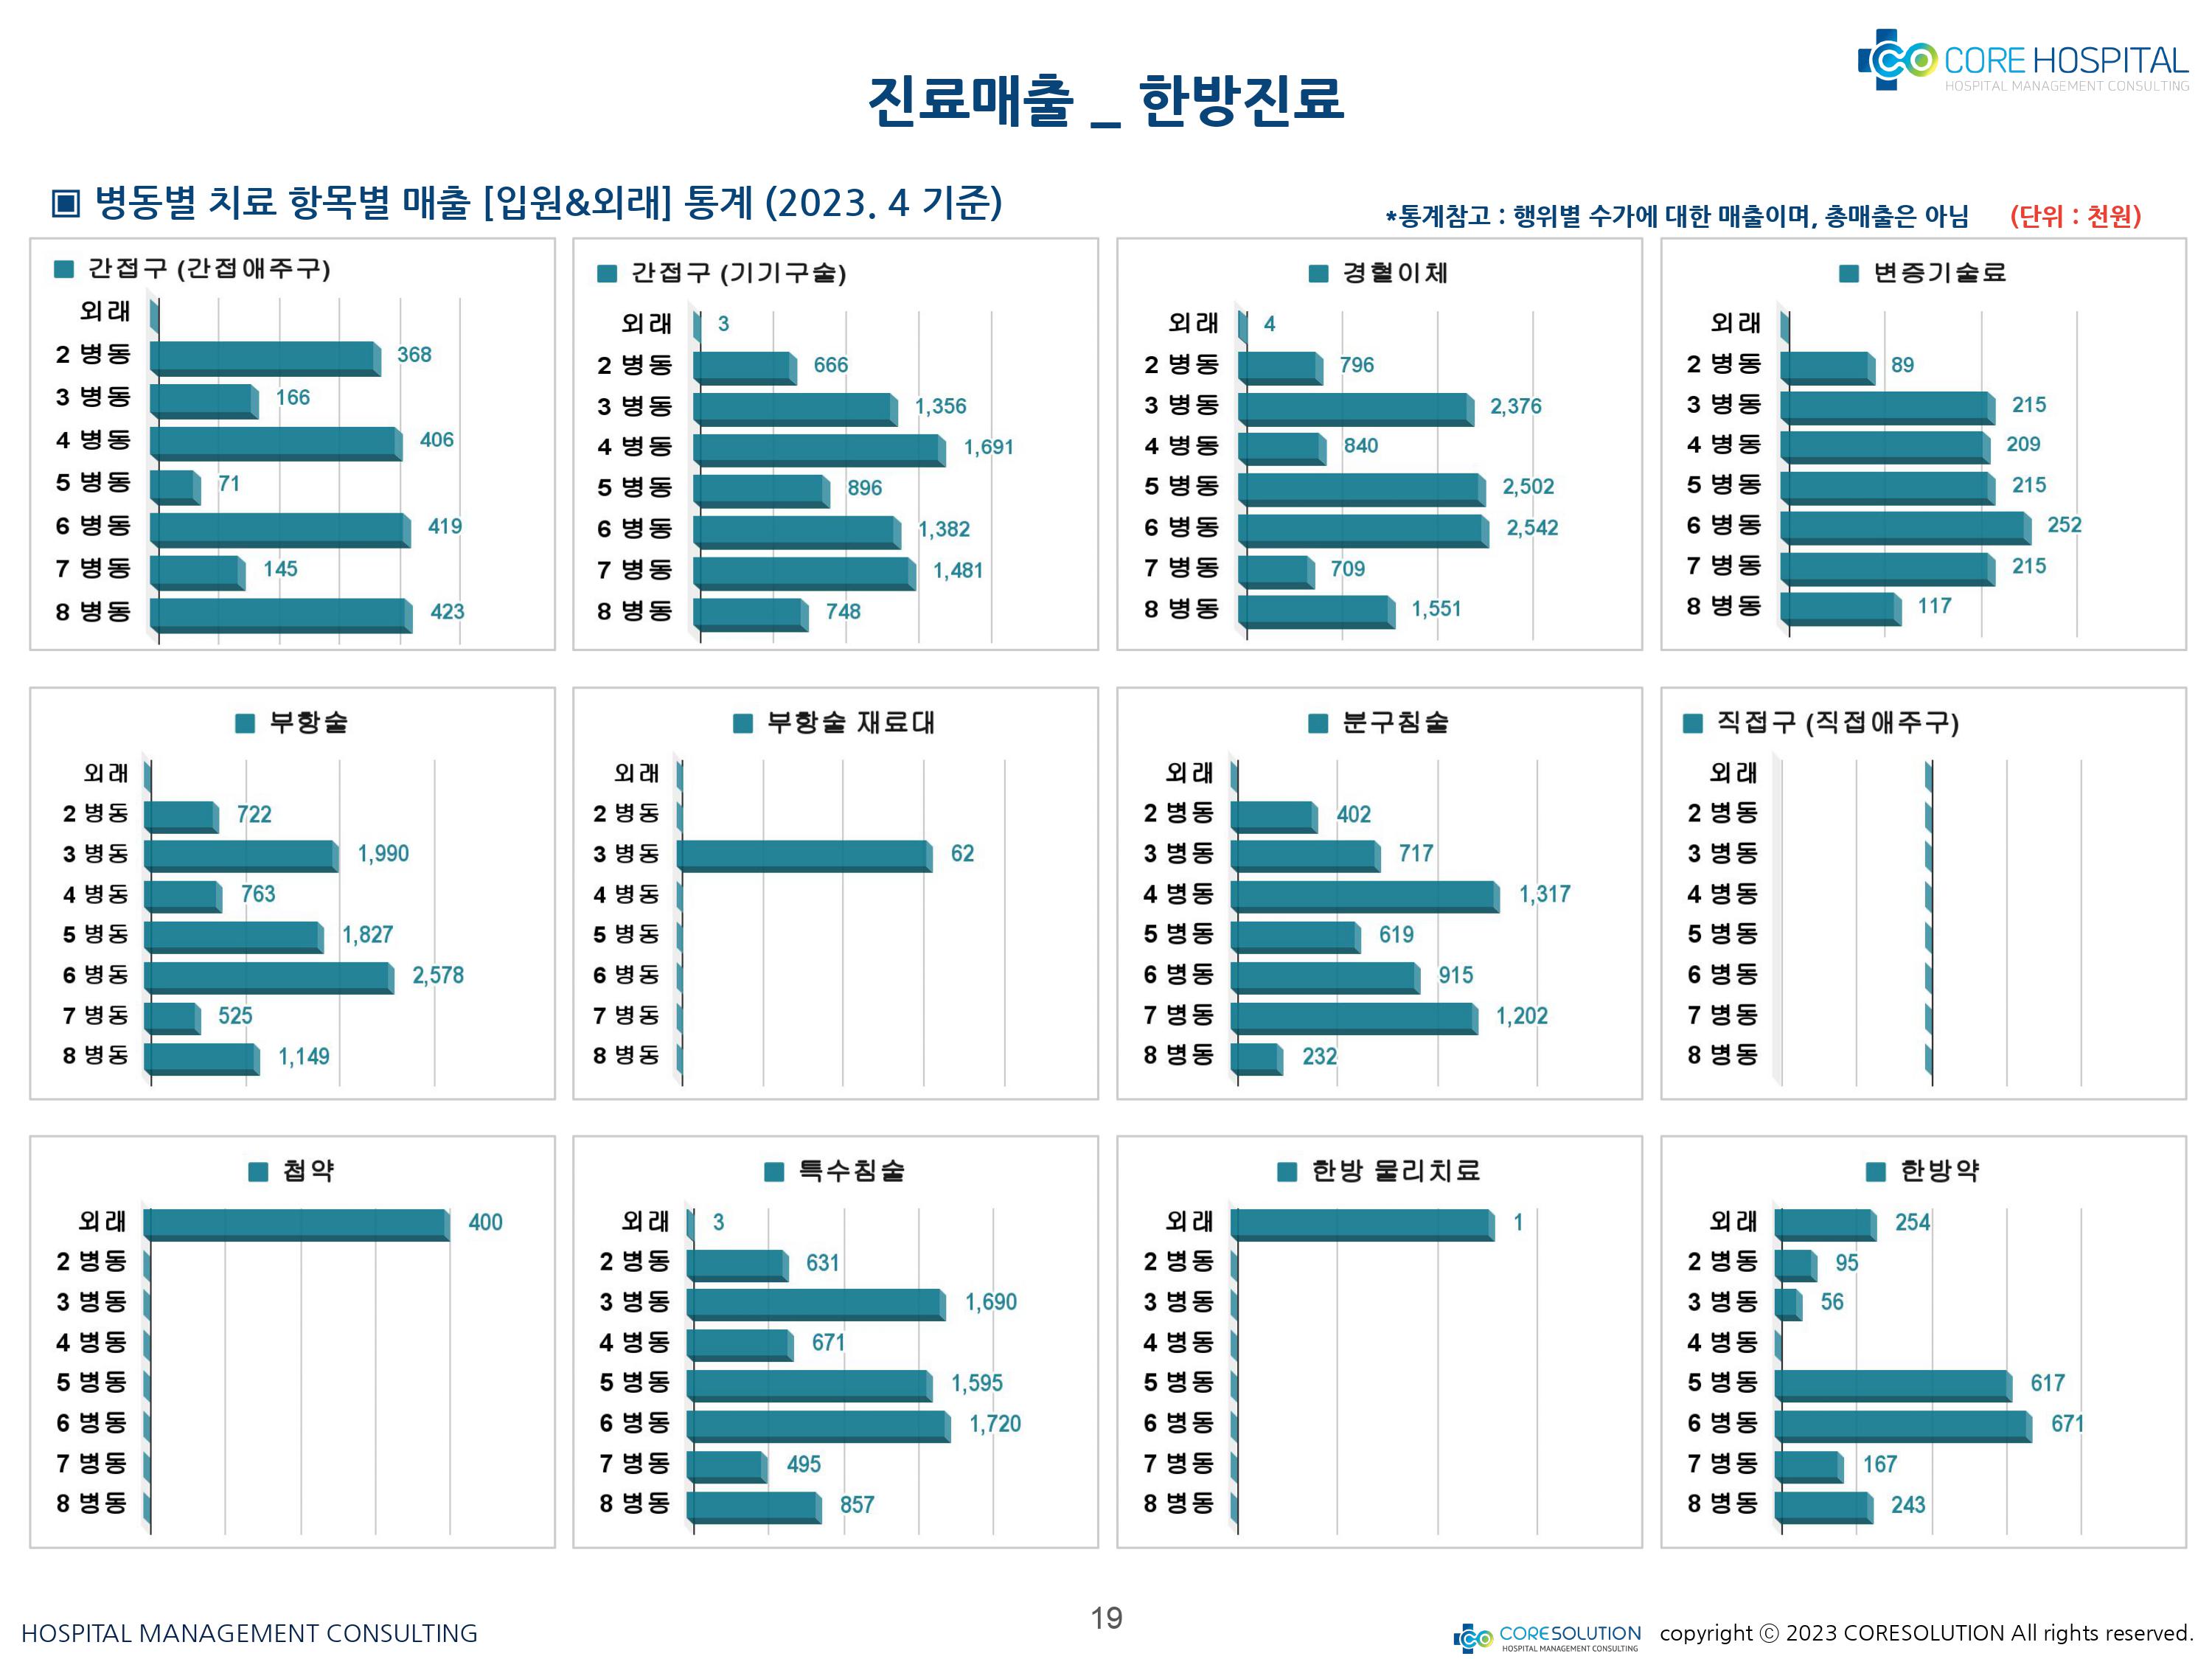 CO CORE HOSPITAL
HOSPITAL MANAGEMENT CONSULTING
진료매출 _ 한방진료
▣ 병동별 치료 항목별 매출 [입원&외래] 통계 (2023. 4 기준)
*통계참고 : 행위별 수가에 대한 매출이며, 총매출은 아님 (단위 : 천원)
간접구 (간접애주구)
외래
2 병동 368
3 병동 166
4 병동 406
5 병동 71
6 병동 419
7 병동 145
8 병동 423
간접구 (기기구술)
외래 3
2 병동 666
3 병동 1,356
4 병동 1,691
5 병동 896
6 병동 1,382
7 병동 1,481
8 병동 748
경혈이체
외래 4
2 병동 796
3 병동 2,376
4 병동 840
5 병동 2,502
6 병동 2,542
7 병동 709
8 병동 1,551
변증기술료
외래
2 병동 89
3 병동 215
4 병동 209
5 병동 215
6 병동 252
7 병동 215
8 병동 117
부항술
외래
2 병동 722
3 병동 1,990
4 병동 763
5 병동 1,827
6 병동 2,578
7 병동 525
8 병동 1,149
부항술 재료대
외래
2 병동
3 병동 62
4 병동
5 병동
6 병동
7 병동
8 병동
분구침술
외래
2 병동 402
3 병동 717
4 병동 1,317
5 병동 619
6 병동 915
7 병동 1,202
8 병동 232
직접구 (직접애주구)
외래
2 병동
3 병동
4 병동
5 병동
6 병동
7 병동
8 병동
첩약
외래 400
2 병동
3 병동
4 병동
5 병동
6 병동
7 병동
8 병동
특수침술
외래 3
2 병동 631
3 병동 1,690
4 병동 671
5 병동 1,595
6 병동 1,720
7 병동 495
8 병동 857
한방 물리치료
외래 1
2 병동
3 병동
4 병동
5 병동
6 병동
7 병동
8 병동
한방약
외래 254
2 병동 95
3 병동 56
4 병동
5 병동 617
6 병동 671
7 병동 167
8 병동 243
HOSPITAL MANAGEMENT CONSULTING
19
CO CORESOLUTION
HOSPITAL MANAGEMENT CONSULTING
copyright ⓒ 2023 CORESOLUTION All rights reserved.